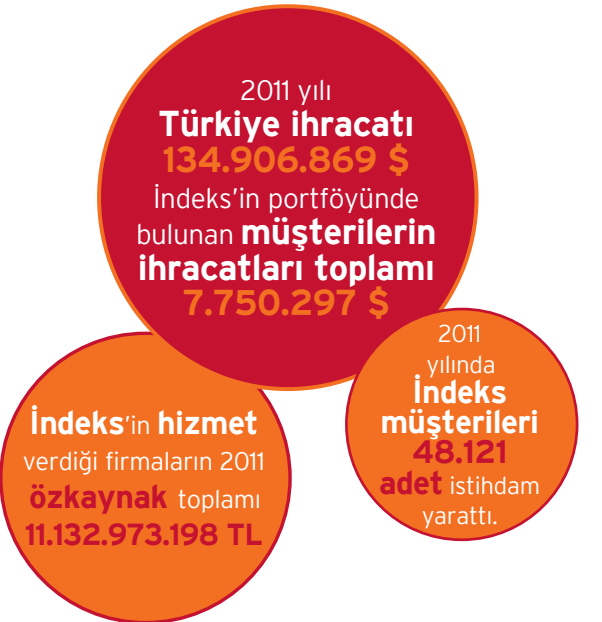 2011 yılı
Türkiye ihracatı
134.906.869 $
İndeks’in portföyünde
bulunan müşterilerin
ihracatları toplamı
7.750.297 $
İndeks’in hizmet
verdiği firmaların 2011
özkaynak toplamı
11.132.973.198 TL
2011
yılında
İndeks
müşterileri
48.121
adet istihdam
yarattı.